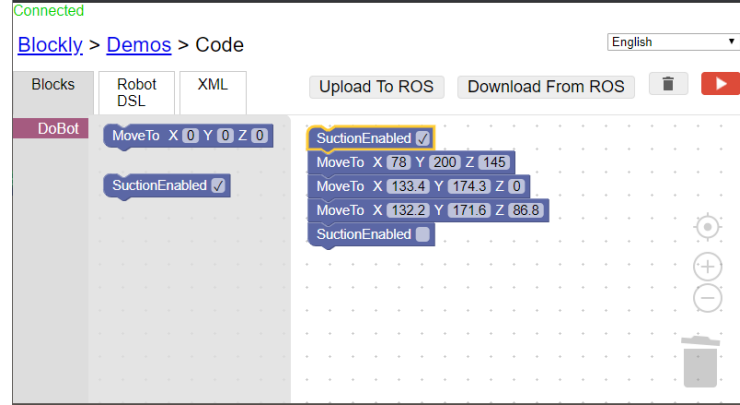 Connected
Blockly > Demos > Code
English
Blocks
Robot DSL
XML
Upload To ROS
Download From ROS
DoBot
MoveTo X 0 Y 0 Z 0
SuctionEnabled
SuctionEnabled
MoveTo X 78 Y 200 Z 145
MoveTo X 133.4 Y 174.3 Z 0
MoveTo X 132.2 Y 171.6 Z 86.8
SuctionEnabled